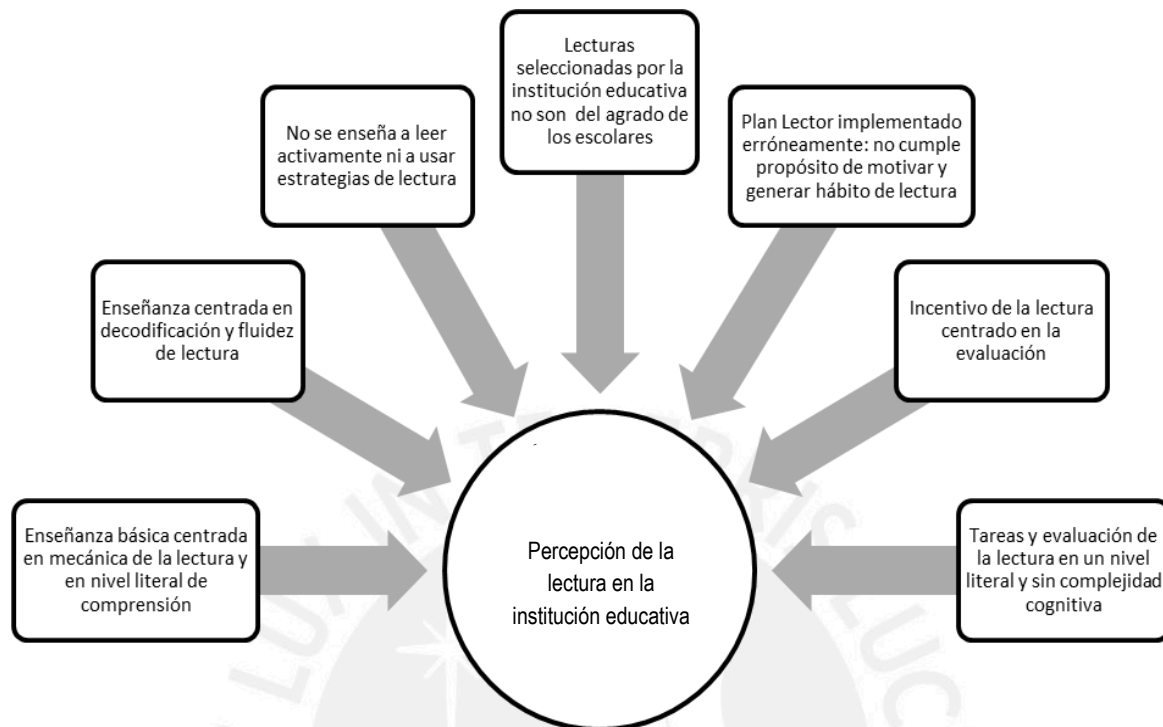 Lecturas
seleccionadas por la
institución educativa
no son del agrado de
los escolares
No se enseña a leer
activamente ni a usar
estrategias de lectura
Plan Lector implementado
erróneamente: no cumple
propósito de motivar y
generar hábito de lectura
Enseñanza centrada en
decodificación y fluidez
de lectura
Incentivo de la lectura
centrado en la
evaluación
Enseñanza básica centrada
en mecánica de la lectura y
en nivel literal de
comprensión
Percepción de la
lectura en la
institución educativa
Tareas y evaluación de
la lectura en un nivel
literal y sin complejidad
cognitiva